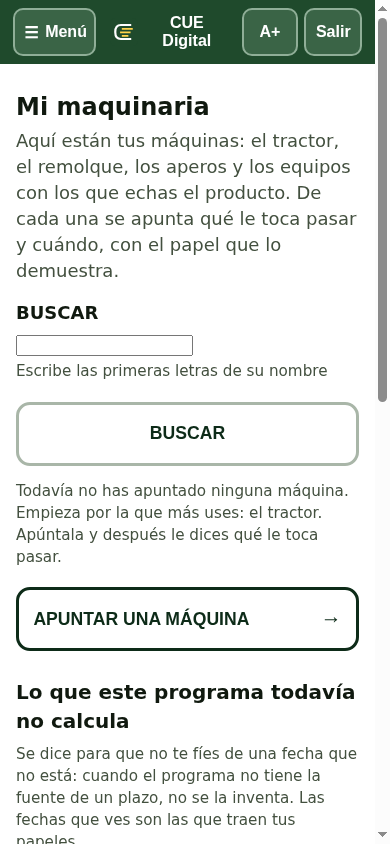 ☰ Menú
CUE
Digital
A+
Salir
Mi maquinaria
Aquí están tus máquinas: el tractor,
el remolque, los aperos y los equipos
con los que echas el producto. De
cada una se apunta qué le toca pasar
y cuándo, con el papel que lo
demuestra.
BUSCAR
Escribe las primeras letras de su nombre
BUSCAR
Todavía no has apuntado ninguna máquina.
Empieza por la que más uses: el tractor.
Apúntala y después le dices qué le toca
pasar.
APUNTAR UNA MÁQUINA →
Lo que este programa todavía
no calcula
Se dice para que no te fíes de una fecha que
no está: cuando el programa no tiene la
fuente de un plazo, no se la inventa. Las
fechas que ves son las que traen tus
papeles.